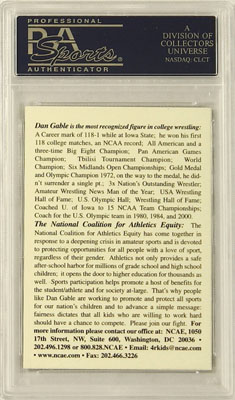 PROFESSIONAL
PSA
Sports
AUTHENTICATOR
A
DIVISION OF
COLLECTORS
UNIVERSE
NASDAQ: CLCT
Dan Gable is the most recognized figure in college wrestling:
A Career mark of 118-1 while at Iowa State; he won his first
118 college matches, an NCAA record; All American and a
three-time Big Eight Champion; Pan American Games
Champion; Tbilisi Tournament Champion; World
Champion; Six Midlands Open Championships; Gold Medal
and Olympic Champion 1972, on the way to the medal, he did-
n't surrender a single pt.; 3x Nation's Outstanding Wrestler;
Amateur Wrestling News Man of the Year; USA Wrestling
Hall of Fame; U.S. Olympic Hall; Wrestling Hall of Fame;
Coached U. of Iowa to 15 NCAA Team Championships;
Coach for the U.S. Olympic team in 1980, 1984, and 2000.
The National Coalition for Athletics Equity: The
National Coalition for Athletics Equity has come together in
response to a deepening crisis in amateur sports and is devoted
to protecting opportunities for all people with a love of sport,
regardless of their gender. Athletics not only provides a safe
after-school harbor for millions of grade school and high school
children; it opens the door to higher education for thousands as
well. Sports participation helps promote a host of benefits for
the student/athlete and for society at-large. That's why people
like Dan Gable are working to promote and protect all sports
for our nation's children and to advance a simple message:
fairness dictates that all kids who are willing to work hard
should have a chance to compete. Please join our fight. For
more information please contact our office at: NCAE, 1050
17th Street, NW, Suite 600, Washington, DC 20036 •
202.496.1298 or 800.828.NCAE • Email: 4rkids@ncae.net •
www.ncae.com • Fax: 202.466.3226